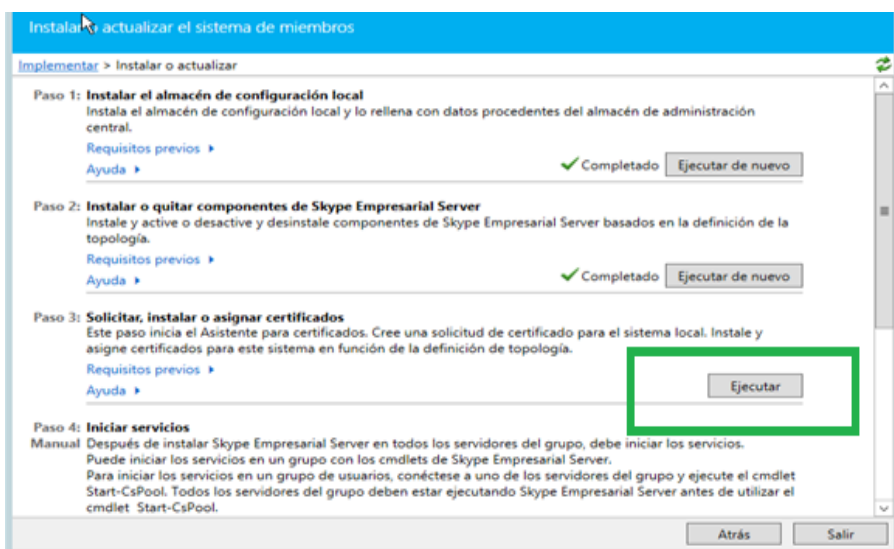 Instalar o actualizar el sistema de miembros
Implementar > Instalar o actualizar
Paso 1: Instalar el almacén de configuración local
Instala el almacén de configuración local y lo rellena con datos procedentes del almacén de administración
central.
Requisitos previos
Ayuda
Completado Ejecutar de nuevo
Paso 2: Instalar o quitar componentes de Skype Empresarial Server
Instale y active o desactive y desinstale componentes de Skype Empresarial Server basados en la definición de la
topología.
Requisitos previos
Ayuda
Completado Ejecutar de nuevo
Paso 3: Solicitar, instalar o asignar certificados
Este paso inicia el Asistente para certificados. Cree una solicitud de certificado para el sistema local. Instale y
asigne certificados para este sistema en función de la definición de topología.
Requisitos previos
Ayuda
Ejecutar
Paso 4: Iniciar servicios
Manual Después de instalar Skype Empresarial Server en todos los servidores del grupo, debe iniciar los servicios.
Puede iniciar los servicios en un grupo con los cmdlets de Skype Empresarial Server.
Para iniciar los servicios en un grupo de usuarios, conéctese a uno de los servidores del grupo y ejecute el cmdlet
Start-CsPool. Todos los servidores del grupo deben estar ejecutando Skype Empresarial Server antes de utilizar el
cmdlet Start-CsPool.
Atrás Salir